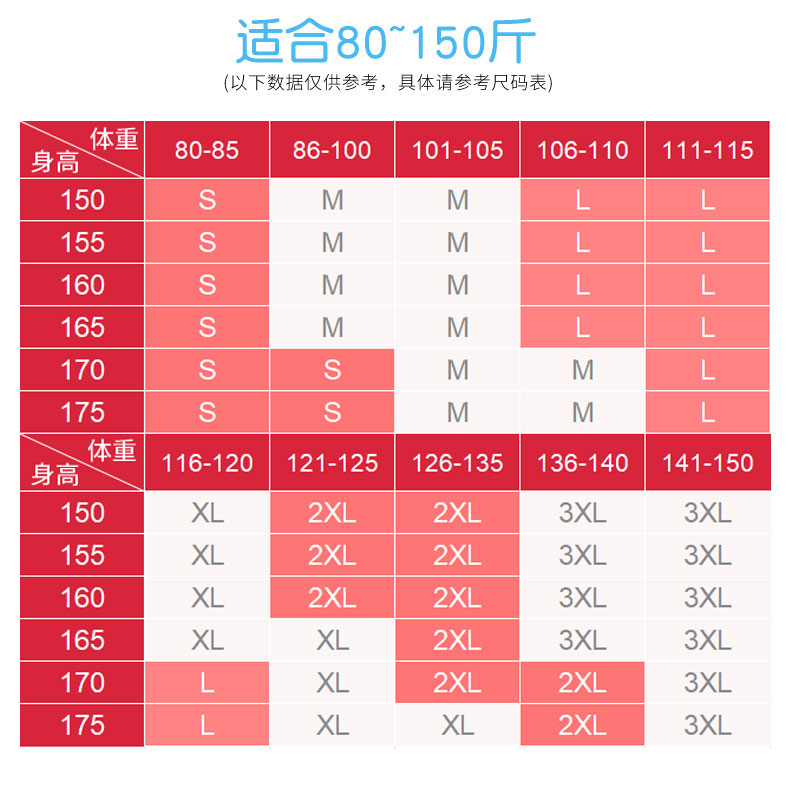 适合80~150斤
(以下数据仅供参考，具体请参考尺码表)
体重 80-85 86-100 101-105 106-110 111-115
身高
150 S M M L L
155 S M M L L
160 S M M L L
165 S M M L L
170 S S M M L
175 S S M M L
体重 116-120 121-125 126-135 136-140 141-150
身高
150 XL 2XL 2XL 3XL 3XL
155 XL 2XL 2XL 3XL 3XL
160 XL 2XL 2XL 3XL 3XL
165 XL XL 2XL 3XL 3XL
170 L XL 2XL 2XL 3XL
175 L XL XL 2XL 3XL